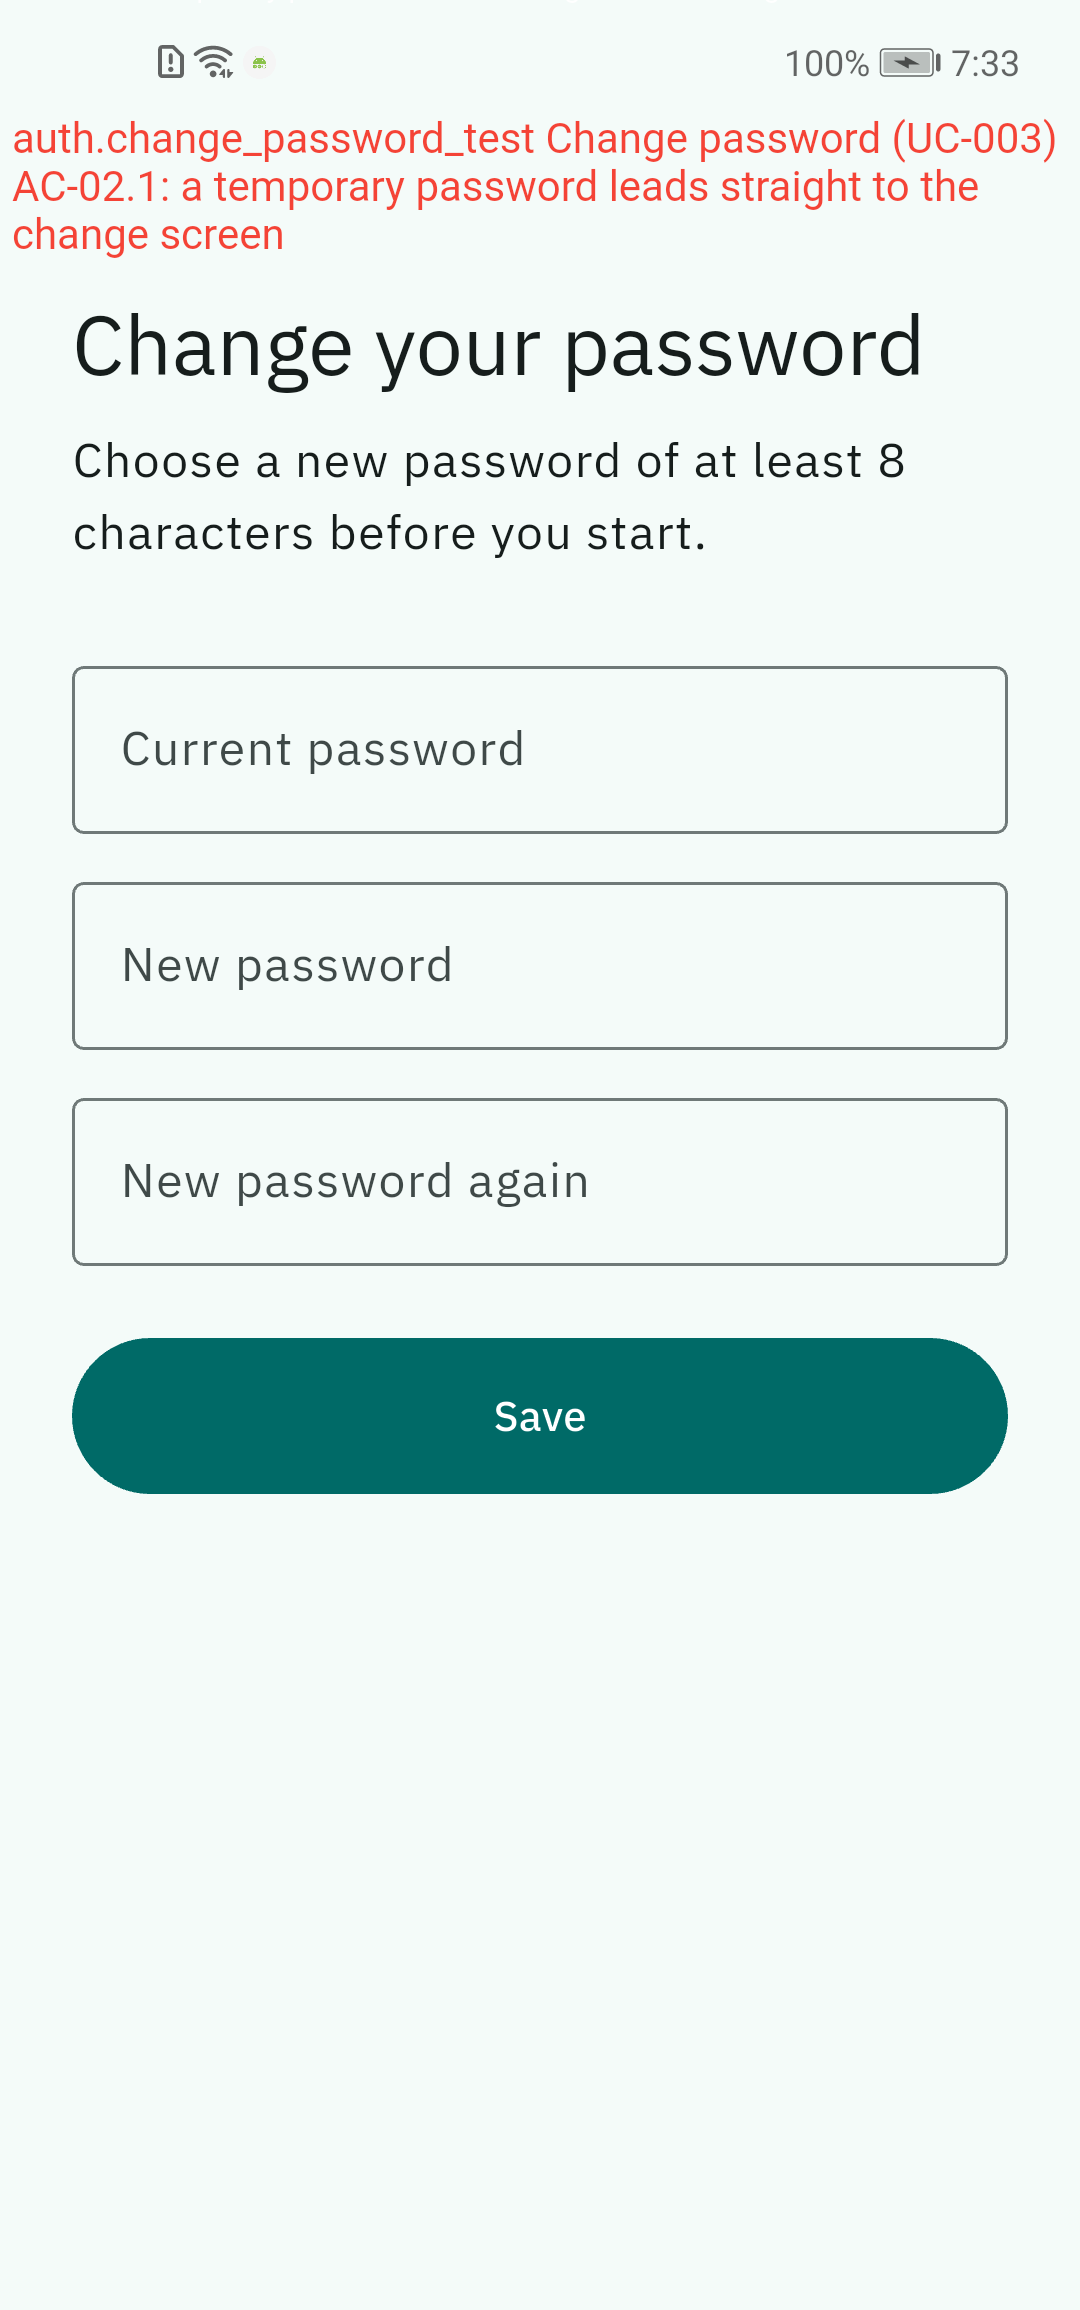 100% 7:33
auth.change_password_test Change password (UC-003)
AC-02.1: a temporary password leads straight to the
change screen
Change your password
Choose a new password of at least 8
characters before you start.
Current password
New password
New password again
Save